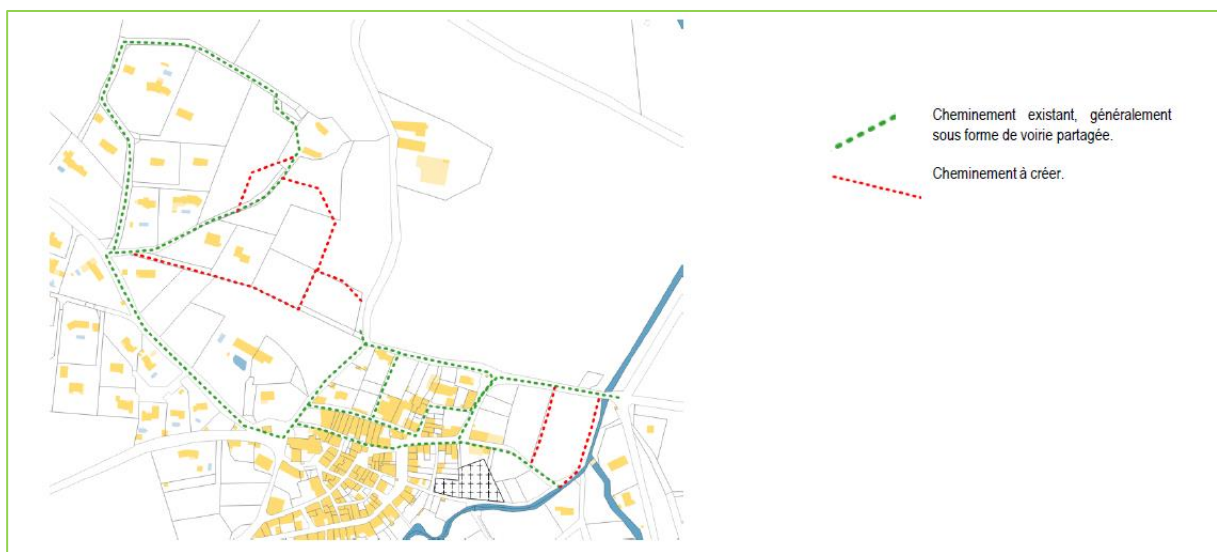 Cheminement existant, généralement
sous forme de voirie partagée.
Cheminement à créer.